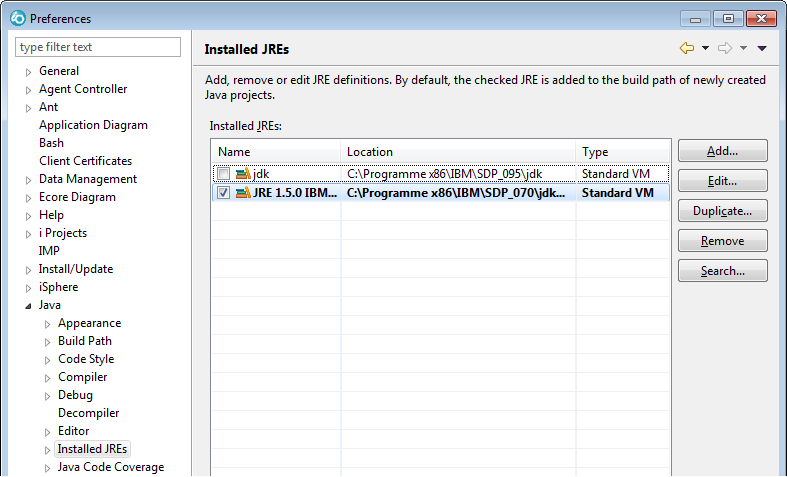 Preferences
type filter text
General
Agent Controller
Ant
Application Diagram
Bash
Client Certificates
Data Management
Ecore Diagram
Help
i Projects
IMP
Install/Update
iSphere
Java
Appearance
Build Path
Code Style
Compiler
Debug
Decompiler
Editor
Installed JREs
Java Code Coverage
Installed JREs
Add, remove or edit JRE definitions. By default, the checked JRE is added to the build path of newly created
Java projects.
Installed JREs:
Name Location Type
jdk C:\Programme x86\IBM\SDP_095\jdk Standard VM
JRE 1.5.0 IBM... C:\Programme x86\IBM\SDP_070\jdk... Standard VM
Add...
Edit...
Duplicate...
Remove
Search...